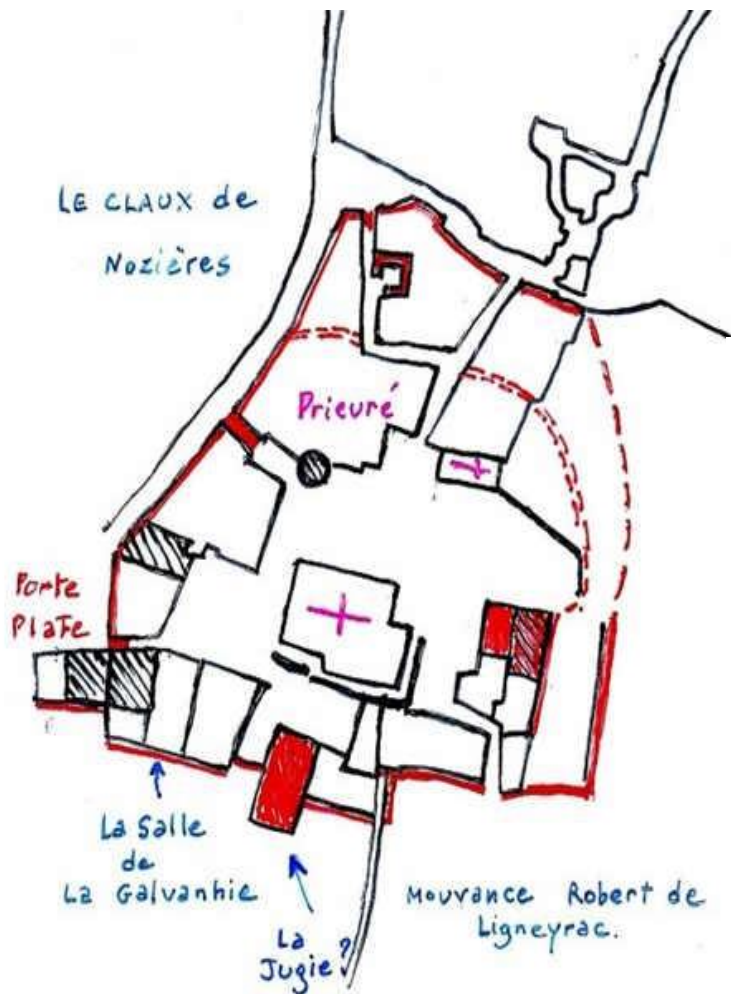 LE CLAUX de
Nozières
Prieuré
Porte
Plate
La Salle
de
La Galvanhie
La
Jugie?
Mouvance Robert de
Ligneyrac.